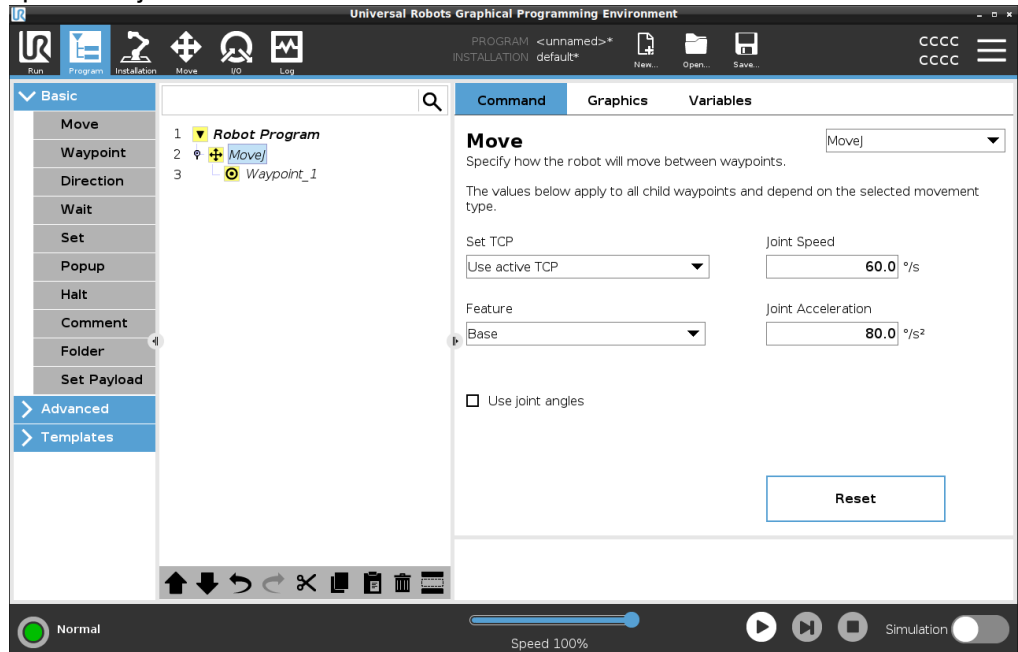 Universal Robots Graphical Programming Environment
UR
Run
Program
Installation
Move
I/O
Log
PROGRAM <unnamed>*
INSTALLATION default*
New...
Open...
Save...
CCCC
CCCC
Basic
Move
Waypoint
Direction
Wait
Set
Popup
Halt
Comment
Folder
Set Payload
Advanced
Templates
1 Robot Program
2 MoveJ
3 Waypoint_1
Command Graphics Variables
Move
MoveJ
Specify how the robot will move between waypoints.
The values below apply to all child waypoints and depend on the selected movement
type.
Set TCP
Use active TCP
Joint Speed
60.0 °/s
Feature
Base
Joint Acceleration
80.0 °/s²
Use joint angles
Reset
Normal
Speed 100%
Simulation